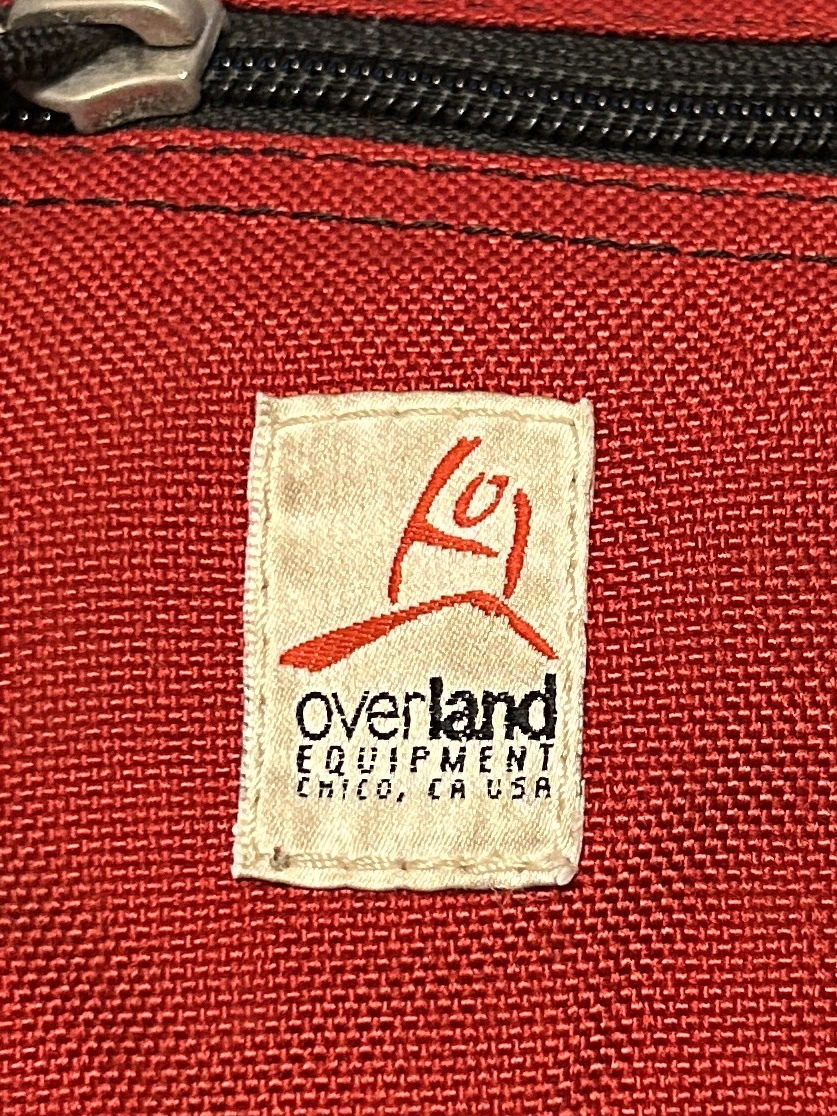 overland
EQUIPMENT
CHICO, CA USA